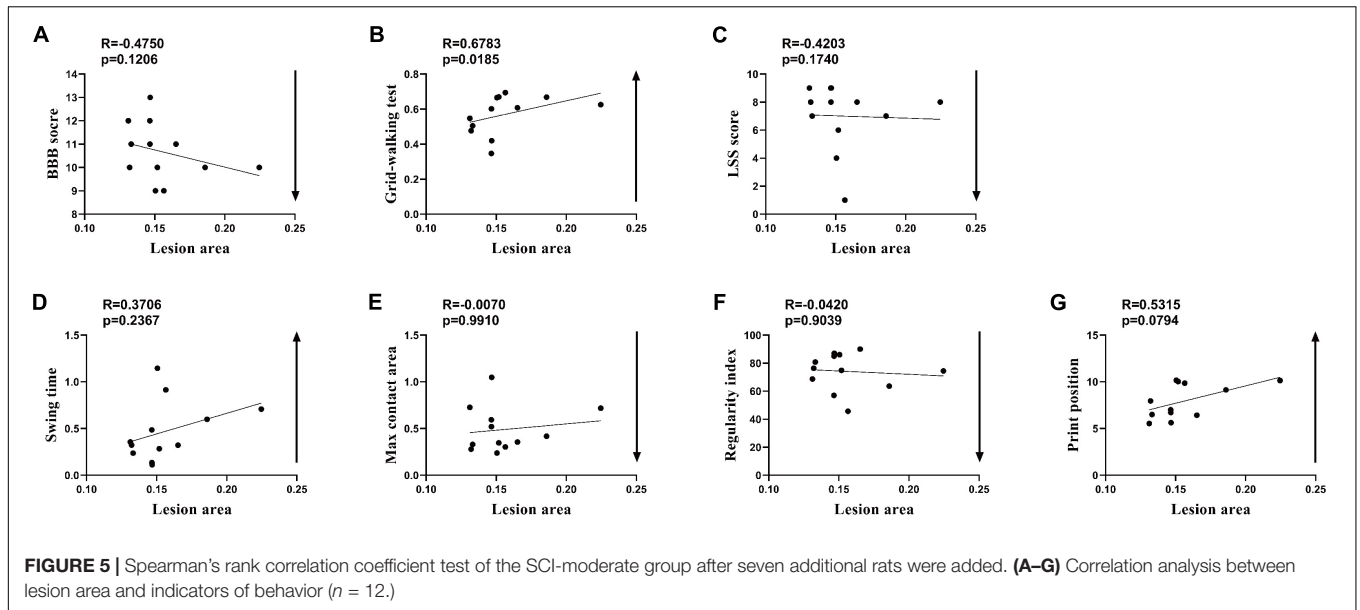 A
R=-0.4750
p=0.1206
BBB socre
14
13
12
11
10
9
8
0.10
0.15
0.20
0.25
Lesion area
B
R=0.6783
p=0.0185
Grid-walking test
0.8
0.6
0.4
0.2
0.0
0.10
0.15
0.20
0.25
Lesion area
C
R=-0.4203
p=0.1740
LSS score
10
8
6
4
2
0
0.10
0.15
0.20
0.25
Lesion area
D
R=0.3706
p=0.2367
Swing time
1.5
1.0
0.5
0.0
0.10
0.15
0.20
0.25
Lesion area
E
R=-0.0070
p=0.9910
Max contact area
1.5
1.0
0.5
0.0
0.10
0.15
0.20
0.25
Lesion area
F
R=-0.0420
p=0.9039
Regularity index
100
80
60
40
20
0
0.10
0.15
0.20
0.25
Lesion area
G
R=0.5315
p=0.0794
Print position
15
10
5
0
0.10
0.15
0.20
0.25
Lesion area
FIGURE 5 | Spearman's rank correlation coefficient test of the SCI-moderate group after seven additional rats were added. (A–G) Correlation analysis between
lesion area and indicators of behavior (n = 12.)